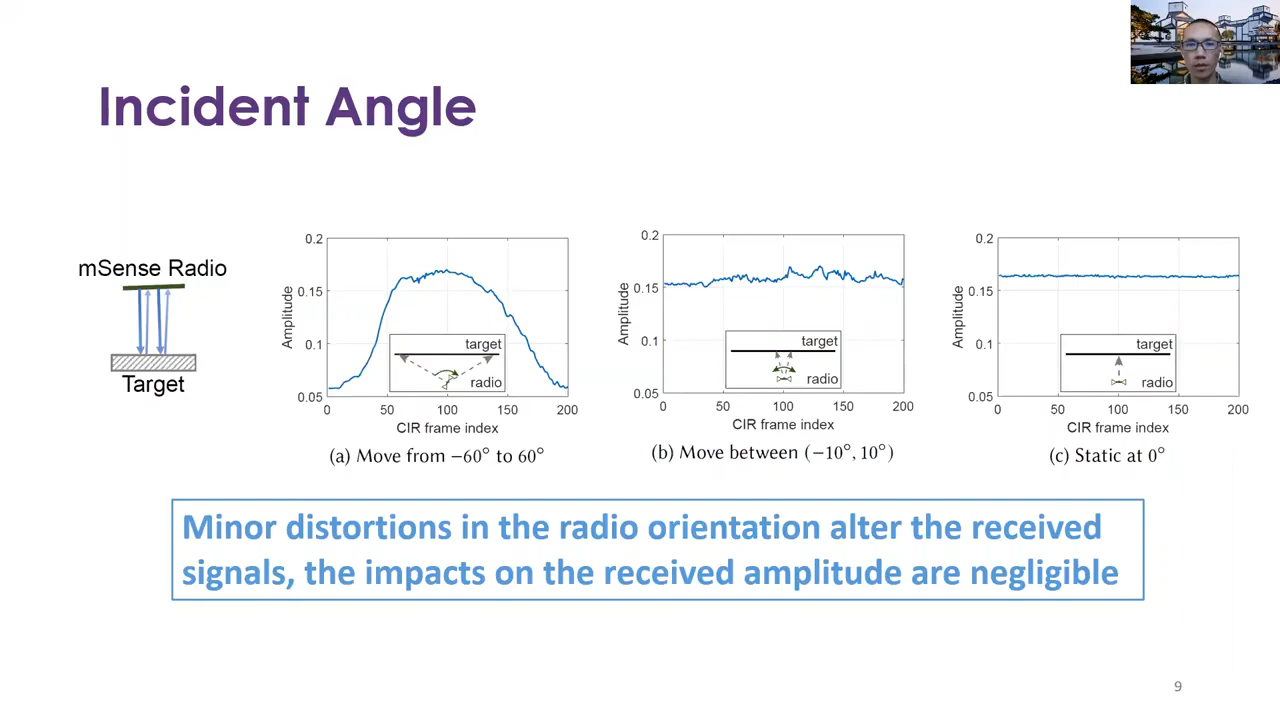 Incident Angle
mSense Radio
Target
0.2
0.15
0.1
0.05
Amplitude
target
radio
0
50
100
150
200
CIR frame index
(a) Move from −60° to 60°
0.2
0.15
0.1
0.05
Amplitude
target
radio
0
50
100
150
200
CIR frame index
(b) Move between (−10°, 10°)
0.2
0.15
0.1
0.05
Amplitude
target
radio
0
50
100
150
200
CIR frame index
(c) Static at 0°
Minor distortions in the radio orientation alter the received
signals, the impacts on the received amplitude are negligible
9